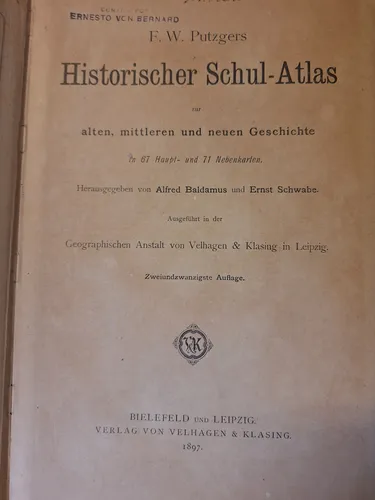 ERNESTO VON BERNARD
F. W. Putzgers
Historischer Schul-Atlas
zur
alten, mittleren und neuen Geschichte
in 67 Haupt- und 71 Nebenkarten.
Herausgegeben von Alfred Baldamus und Ernst Schwabe.
Ausgeführt in der
Geographischen Anstalt von Velhagen & Klasing in Leipzig.
Zweiundzwanzigste Auflage.
VK
BIELEFELD UND LEIPZIG.
VERLAG VON VELHAGEN & KLASING.
1897.